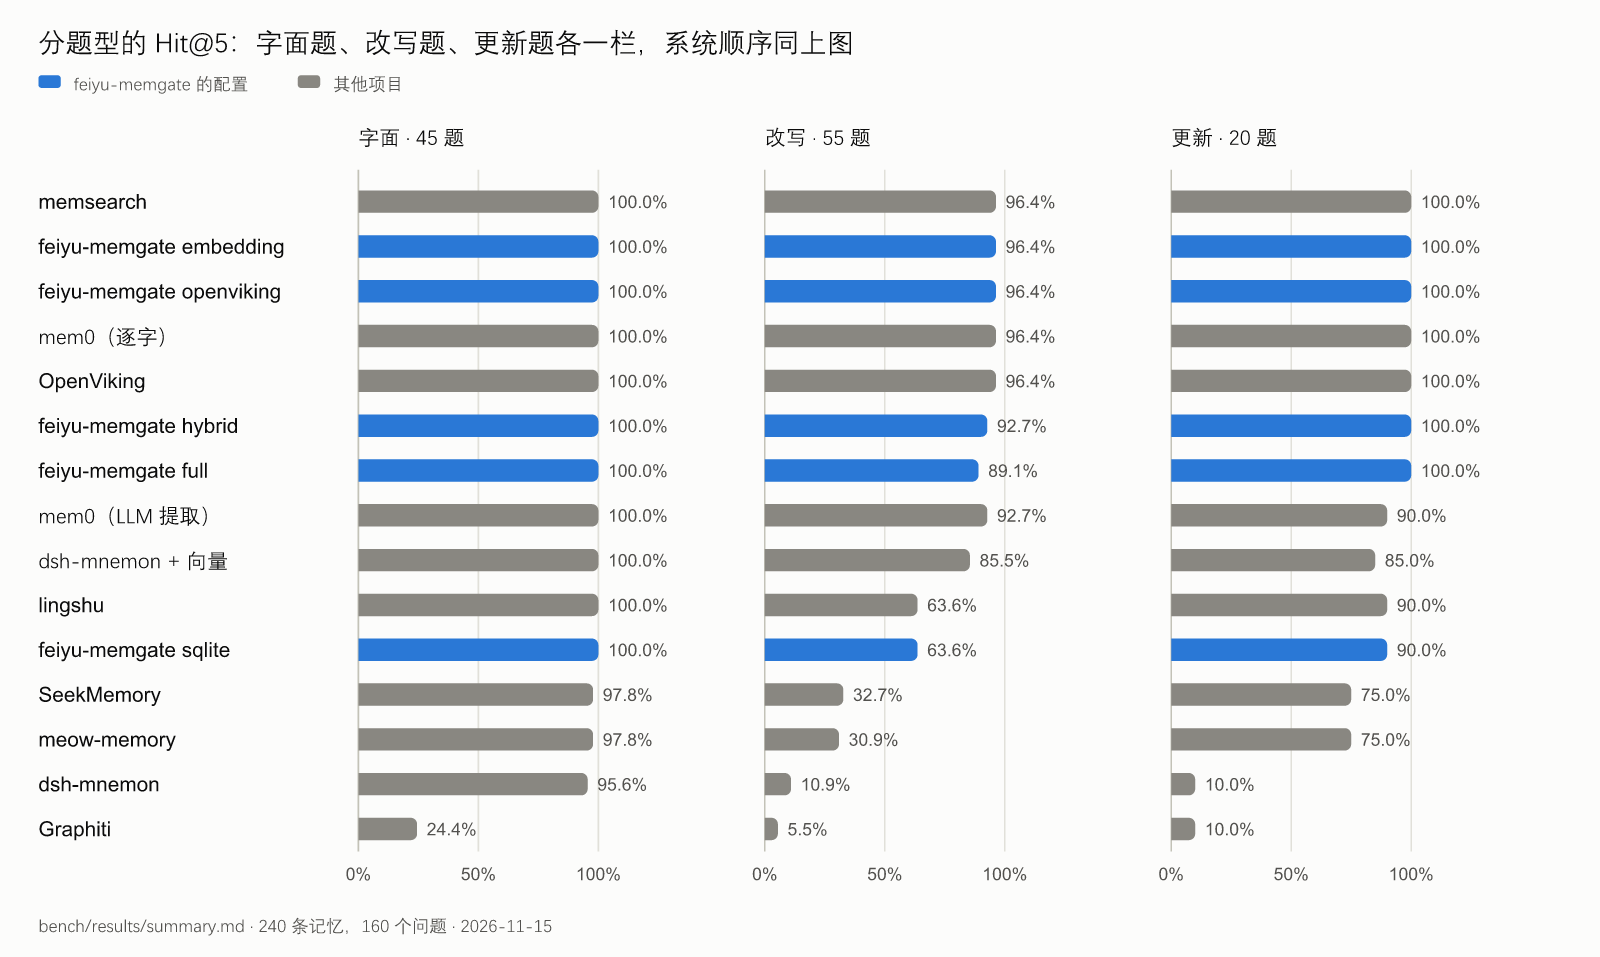 分题型的 Hit@5：字面题、改写题、更新题各一栏，系统顺序同上图
feiyu-memgate 的配置 其他项目
字面 · 45 题 改写 · 55 题 更新 · 20 题
memsearch 100.0% 96.4% 100.0%
feiyu-memgate embedding 100.0% 96.4% 100.0%
feiyu-memgate openviking 100.0% 96.4% 100.0%
mem0（逐字） 100.0% 96.4% 100.0%
OpenViking 100.0% 96.4% 100.0%
feiyu-memgate hybrid 100.0% 92.7% 100.0%
feiyu-memgate full 100.0% 89.1% 100.0%
mem0（LLM 提取） 100.0% 92.7% 90.0%
dsh-mnemon + 向量 100.0% 85.5% 85.0%
lingshu 100.0% 63.6% 90.0%
feiyu-memgate sqlite 100.0% 63.6% 90.0%
SeekMemory 97.8% 32.7% 75.0%
meow-memory 97.8% 30.9% 75.0%
dsh-mnemon 95.6% 10.9% 10.0%
Graphiti 24.4% 5.5% 10.0%
0% 50% 100% 0% 50% 100% 0% 50% 100%
bench/results/summary.md · 240 条记忆，160 个问题 · 2026-11-15